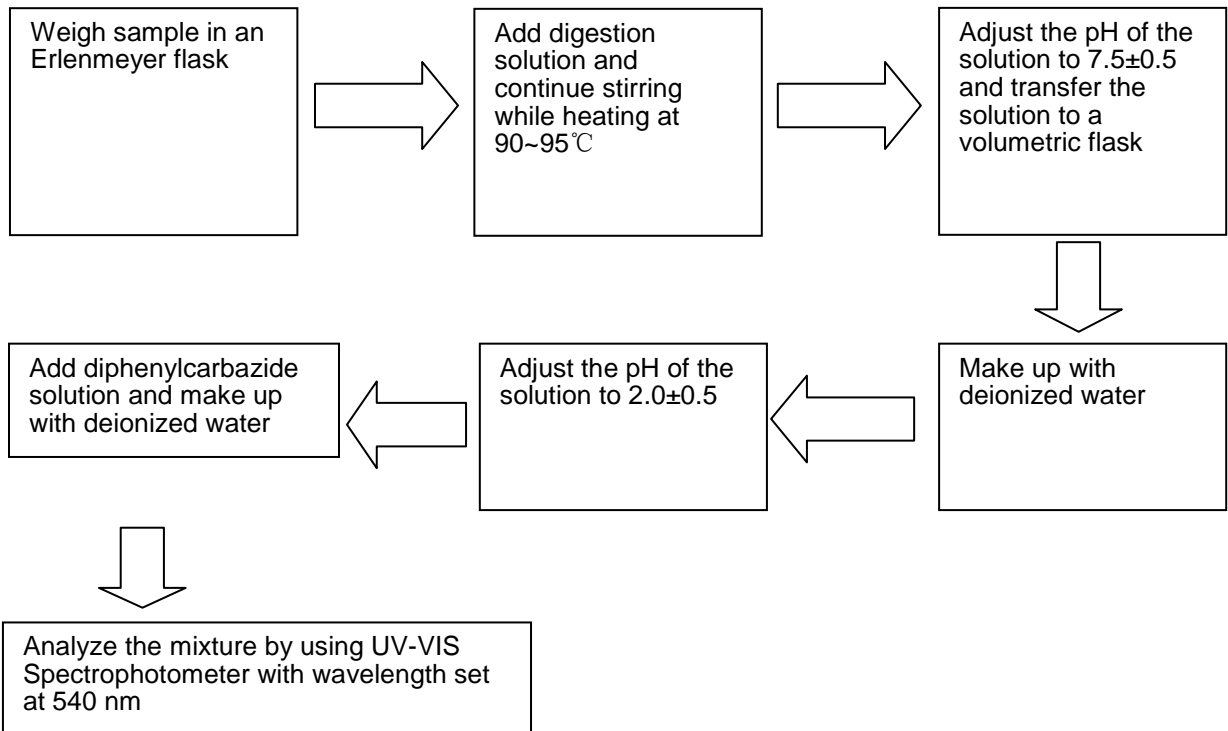 Weigh sample in an
Erlenmeyer flask
Add digestion
solution and
continue stirring
while heating at
90~95℃
Adjust the pH of the
solution to 7.5±0.5
and transfer the
solution to a
volumetric flask
Make up with
deionized water
Adjust the pH of the
solution to 2.0±0.5
Add diphenylcarbazide
solution and make up
with deionized water
Analyze the mixture by using UV-VIS
Spectrophotometer with wavelength set
at 540 nm